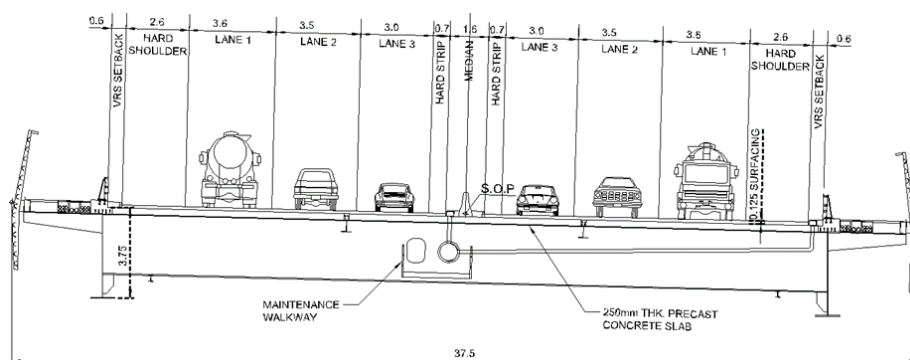 0.6 2.6 3.6 3.5 3.0 0.7 1.5 0.7 3.0 3.5 3.5 2.6 0.6
VRS SETBACK
HARD
SHOULDER
LANE 1
LANE 2
LANE 3
HARD STRIP
MEDIAN
HARD STRIP
LANE 3
LANE 2
LANE 1
HARD
SHOULDER
VRS SETBACK
0.125 SURFACING
S.O.P
3.75
MAINTENANCE
WALKWAY
250mm THK. PRECAST
CONCRETE SLAB
37.5